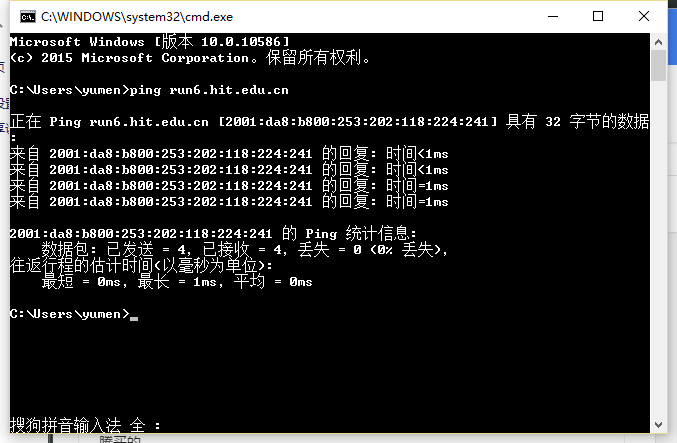 C:\WINDOWS\system32\cmd.exe
Microsoft Windows [版本 10.0.10586]
(c) 2015 Microsoft Corporation。保留所有权利。
C:\Users\yumen>ping run6.hit.edu.cn
正在 Ping run6.hit.edu.cn [2001:da8:b800:253:202:118:224:241] 具有 32 字节的数据
:
来自 2001:da8:b800:253:202:118:224:241 的回复: 时间<1ms
来自 2001:da8:b800:253:202:118:224:241 的回复: 时间<1ms
来自 2001:da8:b800:253:202:118:224:241 的回复: 时间=1ms
来自 2001:da8:b800:253:202:118:224:241 的回复: 时间=1ms
2001:da8:b800:253:202:118:224:241 的 Ping 统计信息:
数据包: 已发送 = 4, 已接收 = 4, 丢失 = 0 (0% 丢失),
往返行程的估计时间(以毫秒为单位):
最短 = 0ms, 最长 = 1ms, 平均 = 0ms
C:\Users\yumen>
搜狗拼音输入法 全 :